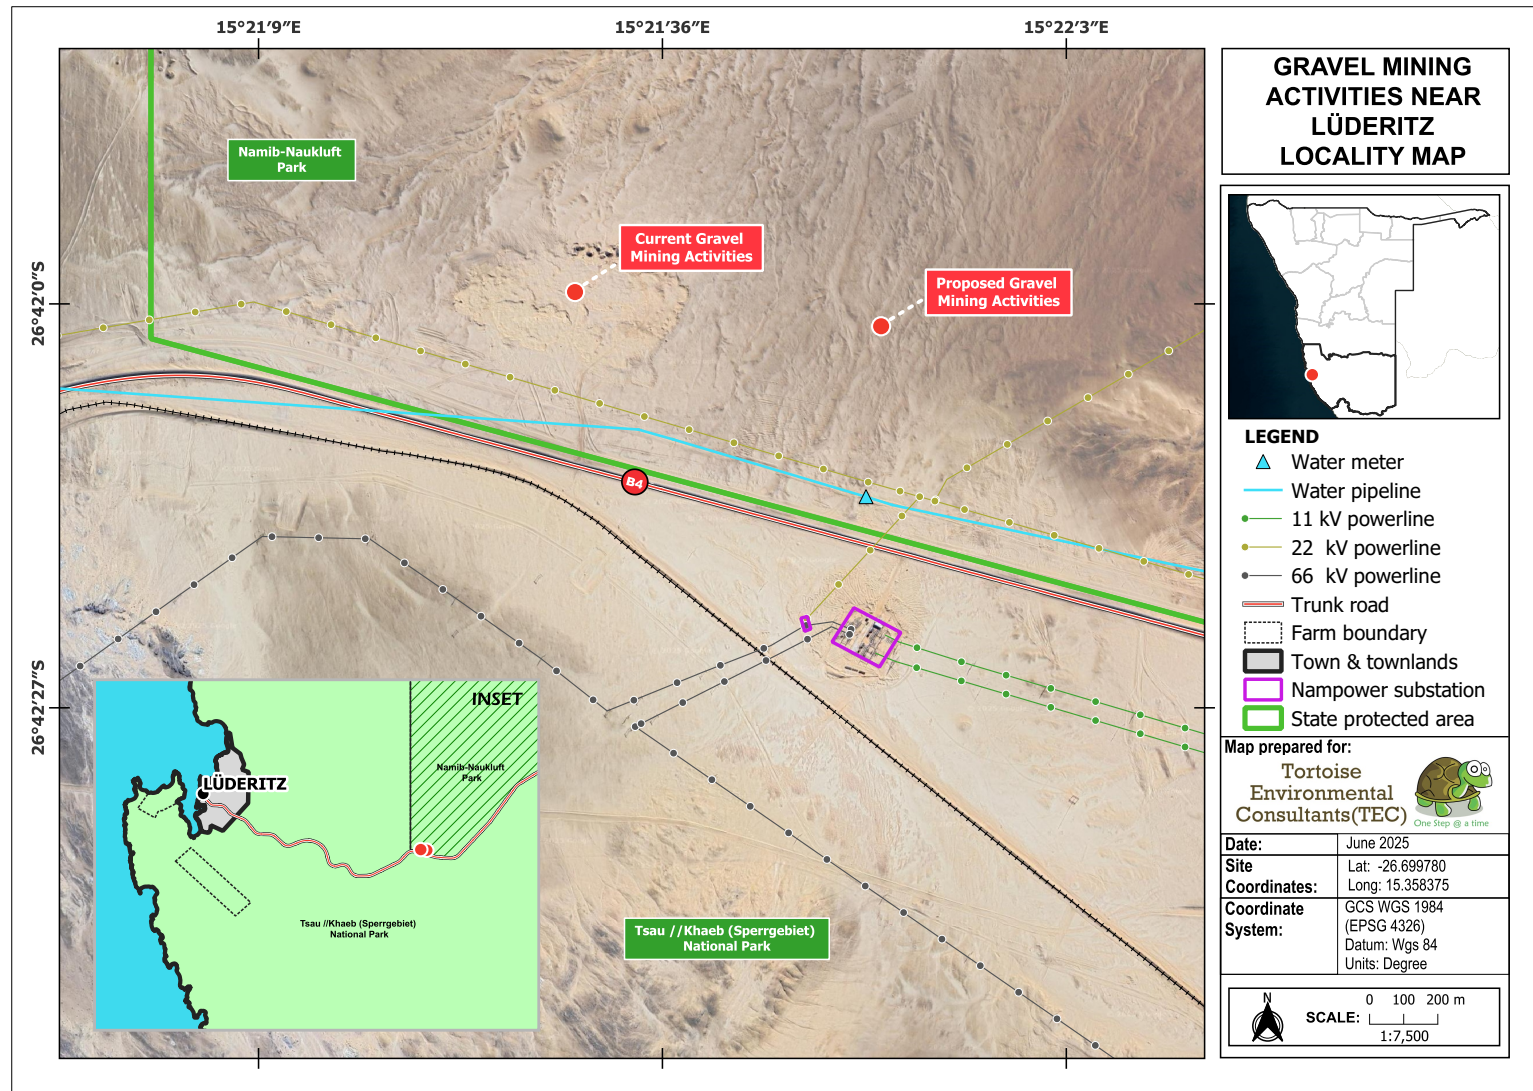 15°21′9″E
15°21′36″E
15°22′3″E
26°42′0″S
26°42′27″S
Namib-Naukluft
Park
Current Gravel
Mining Activities
Proposed Gravel
Mining Activities
B4
Tsau //Khaeb (Sperrgebiet)
National Park
INSET
Namib-Naukluft
Park
LÜDERITZ
Tsau //Khaeb (Sperrgebiet)
National Park
GRAVEL MINING
ACTIVITIES NEAR
LÜDERITZ
LOCALITY MAP
LEGEND
Water meter
Water pipeline
11 kV powerline
22 kV powerline
66 kV powerline
Trunk road
Farm boundary
Town & townlands
Nampower substation
State protected area
Map prepared for:
Tortoise
Environmental
Consultants(TEC)
One Step @ a time
Date: June 2025
Site Coordinates: Lat: -26.699780
Long: 15.358375
Coordinate System: GCS WGS 1984
(EPSG 4326)
Datum: Wgs 84
Units: Degree
N
SCALE: 0 100 200 m
1:7,500